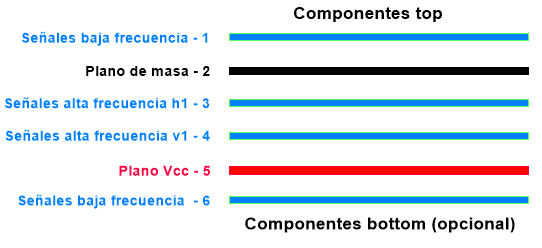 Componentes top
Señales baja frecuencia - 1
Plano de masa - 2
Señales alta frecuencia h1 - 3
Señales alta frecuencia v1 - 4
Plano Vcc - 5
Señales baja frecuencia - 6
Componentes bottom (opcional)